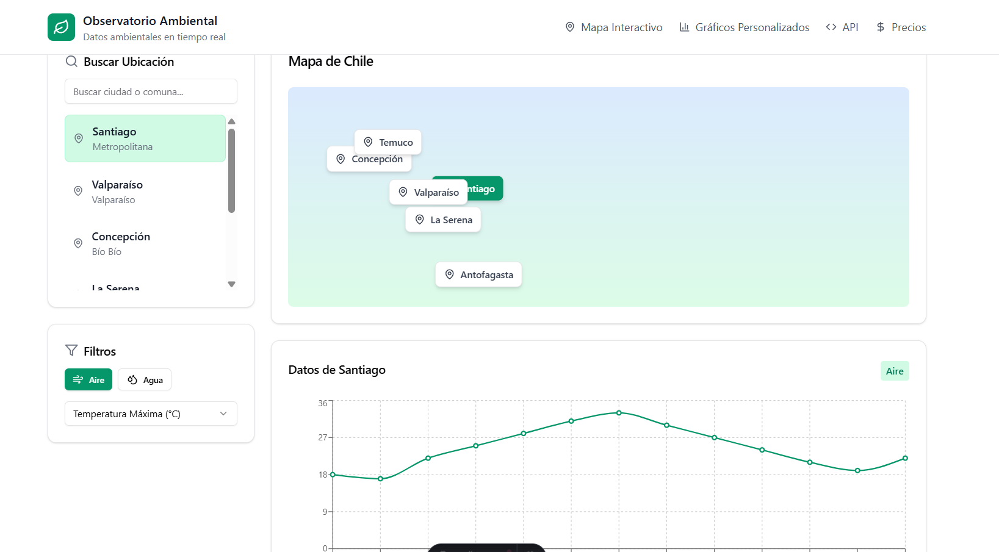 Observatorio Ambiental
Datos ambientales en tiempo real
Mapa Interactivo
Gráficos Personalizados
API
Precios
Buscar Ubicación
Buscar ciudad o comuna...
Santiago
Metropolitana
Valparaíso
Valparaíso
Concepción
Bío Bío
La Serena
Filtros
Aire
Agua
Temperatura Máxima (°C)
Mapa de Chile
Temuco
Concepción
ntiago
Valparaíso
La Serena
Antofagasta
Datos de Santiago
Aire
36
27
18
9
0